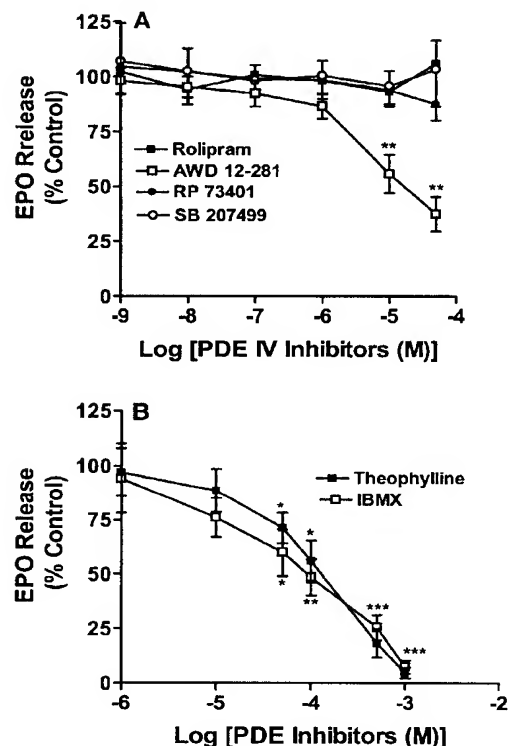 A
EPO Rrelease
(% Control)
125
100
75
50
25
0
Rolipram
AWD 12-281
RP 73401
SB 207499
**
**
-9 -8 -7 -6 -5 -4
Log [PDE IV Inhibitors (M)]
B
EPO Release
(% Control)
125
100
75
50
25
0
Theophylline
IBMX
* *
* **
***
***
-6 -5 -4 -3 -2
Log [PDE Inhibitors (M)]